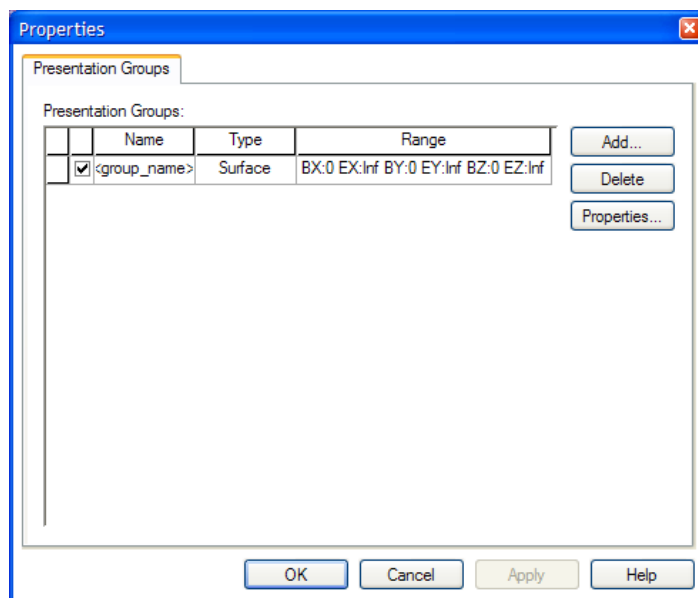 Properties
Presentation Groups
Presentation Groups:
Name Type Range Add...
<group_name> Surface BX:0 EX:Inf BY:0 EY:Inf BZ:0 EZ:Inf Delete
Properties...
OK Cancel Apply Help